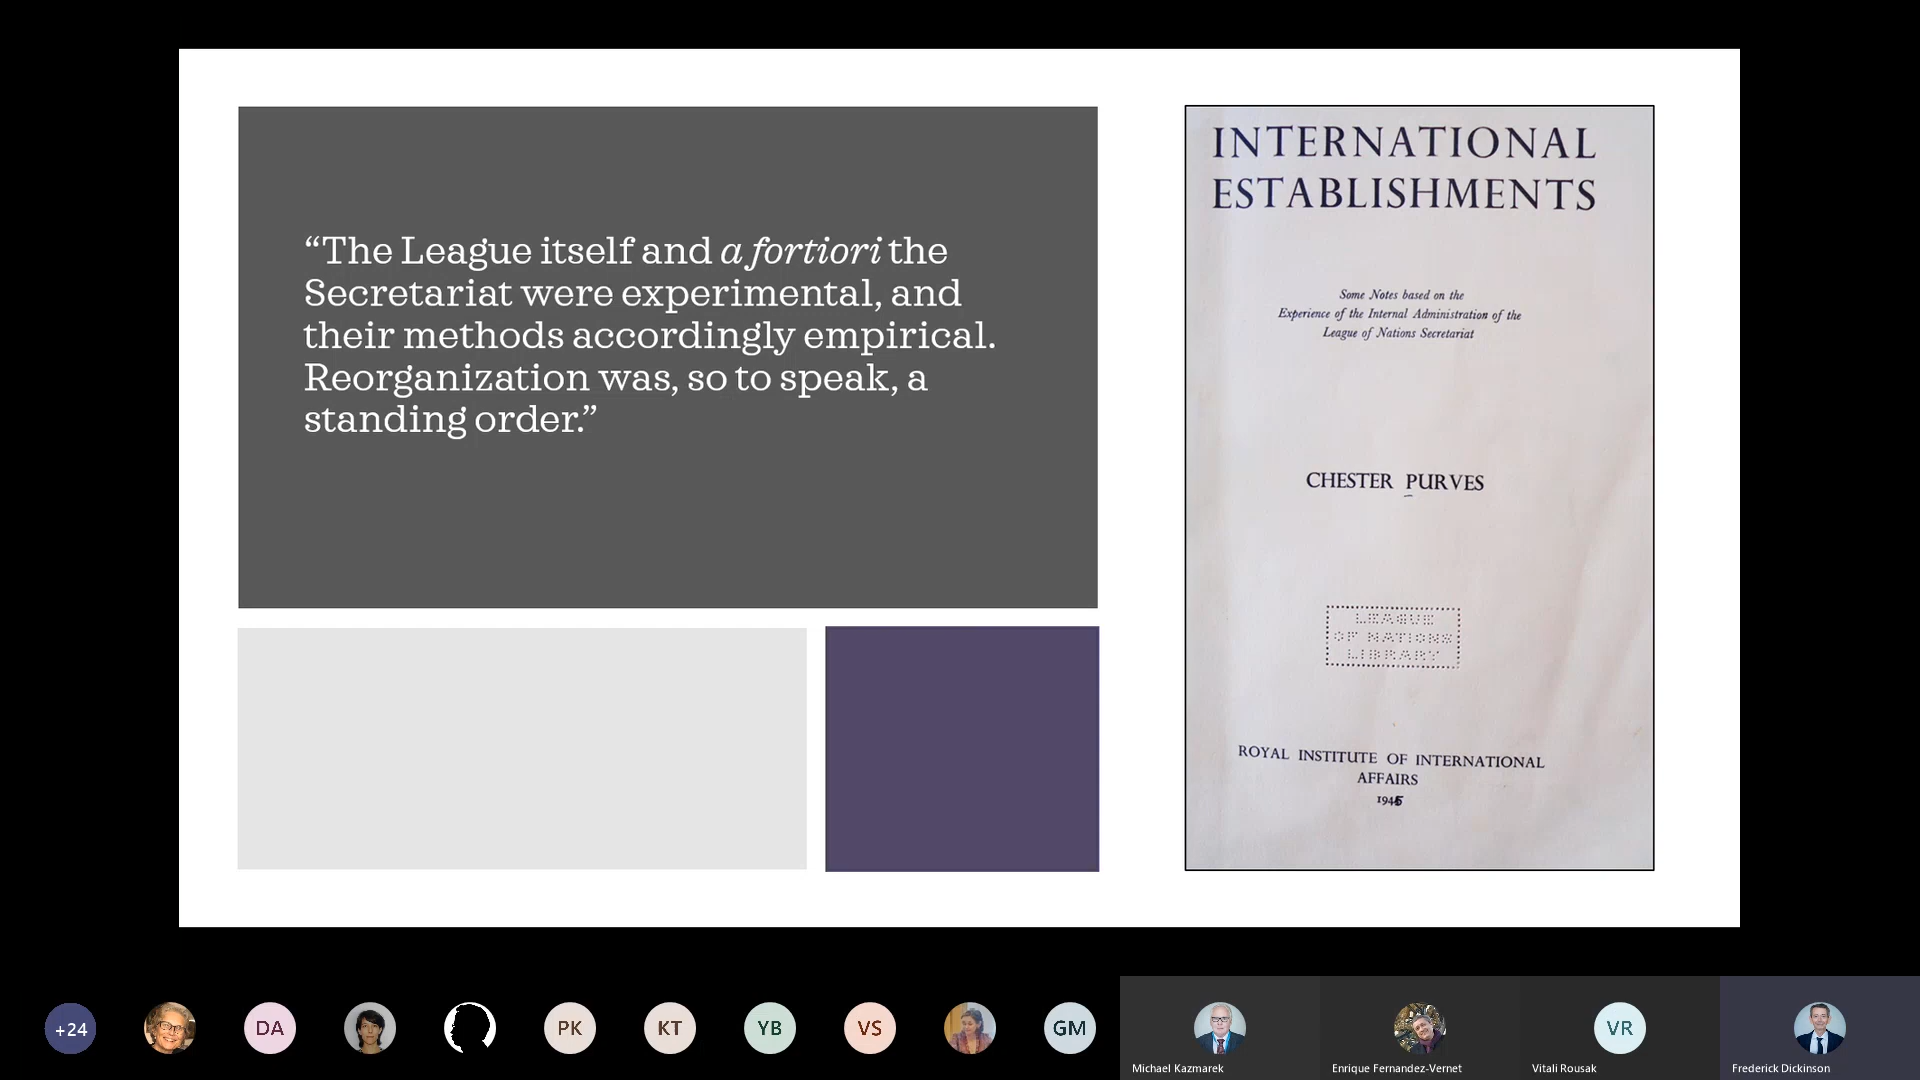 “The League itself and a fortiori the
Secretariat were experimental, and
their methods accordingly empirical.
Reorganization was, so to speak, a
standing order.”
INTERNATIONAL
ESTABLISHMENTS
Some Notes based on the
Experience of the Internal Administration of the
League of Nations Secretariat
CHESTER PURVES
LEAGUE
OF NATIONS
LIBRARY
ROYAL INSTITUTE OF INTERNATIONAL
AFFAIRS
1945
+24
DA
PK
KT
YB
VS
GM
VR
Michael Kazmarek
Enrique Fernandez-Vernet
Vitali Rousak
Frederick Dickinson